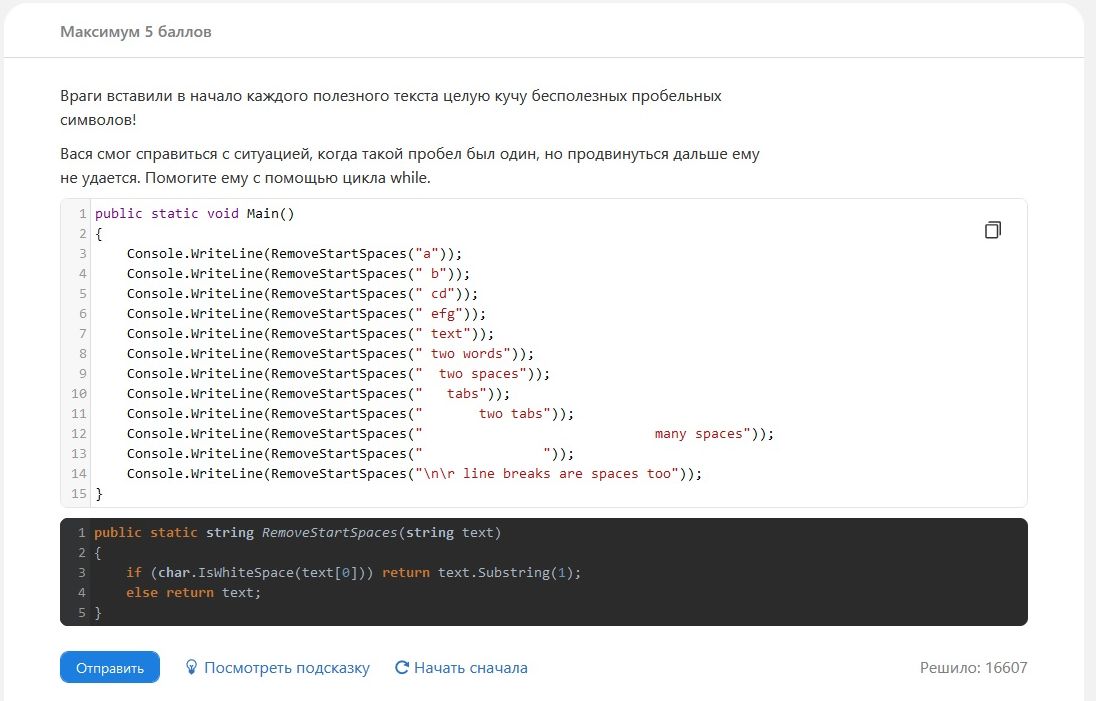 Максимум 5 баллов
Враги вставили в начало каждого полезного текста целую кучу бесполезных пробельных
символов!
Вася смог справиться с ситуацией, когда такой пробел был один, но продвинуться дальше ему
не удается. Помогите ему с помощью цикла while.
1 public static void Main()
2 {
3     Console.WriteLine(RemoveStartSpaces("a"));
4     Console.WriteLine(RemoveStartSpaces(" b"));
5     Console.WriteLine(RemoveStartSpaces(" cd"));
6     Console.WriteLine(RemoveStartSpaces(" efg"));
7     Console.WriteLine(RemoveStartSpaces(" text"));
8     Console.WriteLine(RemoveStartSpaces(" two words"));
9     Console.WriteLine(RemoveStartSpaces("  two spaces"));
10     Console.WriteLine(RemoveStartSpaces("   tabs"));
11     Console.WriteLine(RemoveStartSpaces("       two tabs"));
12     Console.WriteLine(RemoveStartSpaces("                             many spaces"));
13     Console.WriteLine(RemoveStartSpaces("               "));
14     Console.WriteLine(RemoveStartSpaces("\n\r line breaks are spaces too"));
15 }
1 public static string RemoveStartSpaces(string text)
2 {
3     if (char.IsWhiteSpace(text[0])) return text.Substring(1);
4     else return text;
5 }
Отправить Посмотреть подсказку Начать сначала Решило: 16607